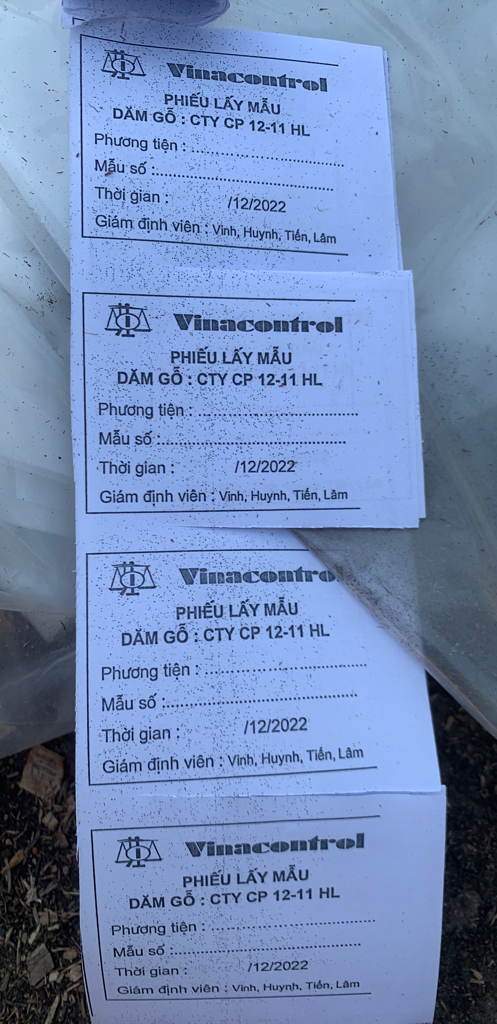 Vinacontrol
PHIẾU LẤY MẪU
DĂM GỖ : CTY CP 12-11 HL
Phương tiện : ................................................
Mẫu số :.......................................................
Thời gian : /12/2022
Giám định viên : Vinh, Huynh, Tiến, Lâm
Vinacontrol
PHIẾU LẤY MẪU
DĂM GỖ : CTY CP 12-11 HL
Phương tiện : ................................................
Mẫu số :.......................................................
Thời gian : /12/2022
Giám định viên : Vinh, Huynh, Tiến, Lâm
Vinacontro
PHIẾU LẤY MẪU
DĂM GỖ : CTY CP 12-11 HL
Phương tiện : ................................................
Mẫu số :.......................................................
Thời gian : /12/2022
Giám định viên : Vinh, Huynh, Tiến, Lâm
Vinacontrol
PHIẾU LẤY MẪU
DĂM GỖ : CTY CP 12-11 HL
Phương tiện : ................................................
Mẫu số :.......................................................
Thời gian : /12/2022
Giám định viên : Vinh, Huynh, Tiến, Lâm